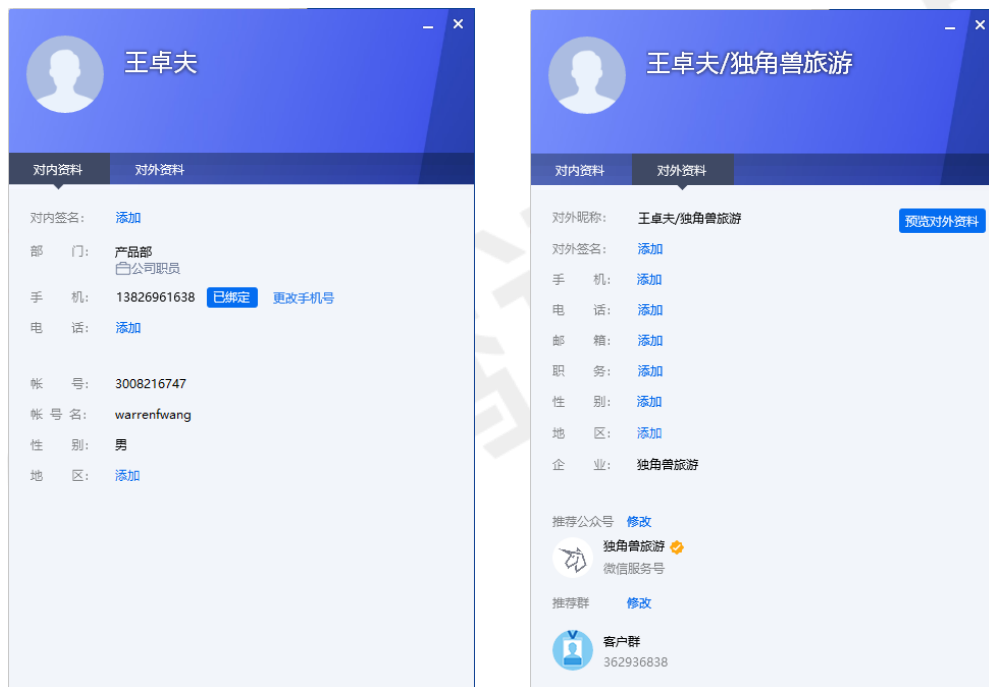 王卓夫
对内资料 对外资料
对内签名: 添加
部 门: 产品部
公司职员
手 机: 13826961638 已绑定 更改手机号
电 话: 添加
帐 号: 3008216747
帐 号 名: warrenfwang
性 别: 男
地 区: 添加
王卓夫/独角兽旅游
对内资料 对外资料
对外昵称: 王卓夫/独角兽旅游 预览对外资料
对外签名: 添加
手 机: 添加
电 话: 添加
邮 箱: 添加
职 务: 添加
性 别: 添加
地 区: 添加
企 业: 独角兽旅游
推荐公众号 修改
独角兽旅游
微信服务号
推荐群 修改
客户群
362936838